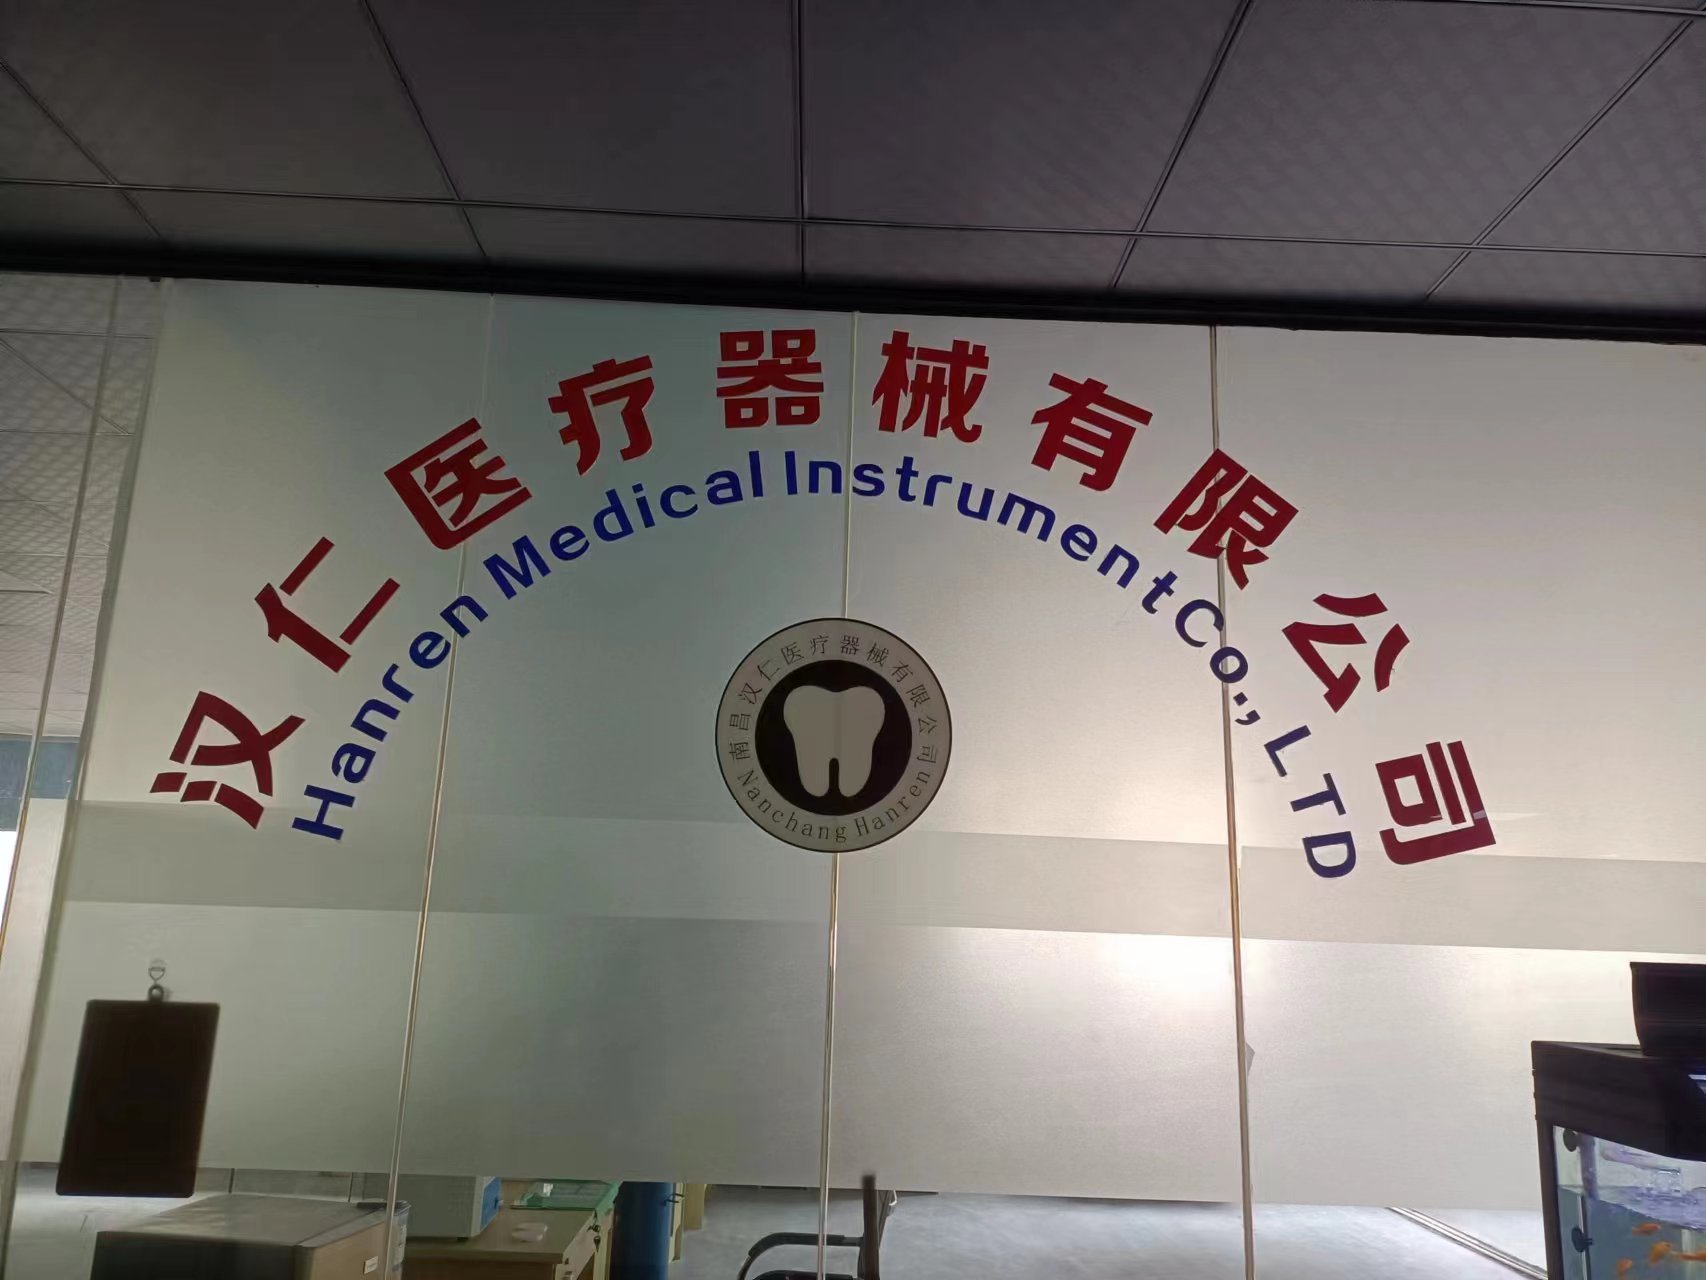 汉仁医疗器械有限公司
Hanren Medical Instrument Co., LTD
南昌汉仁医疗器械有限公司
Nanchang Hanren